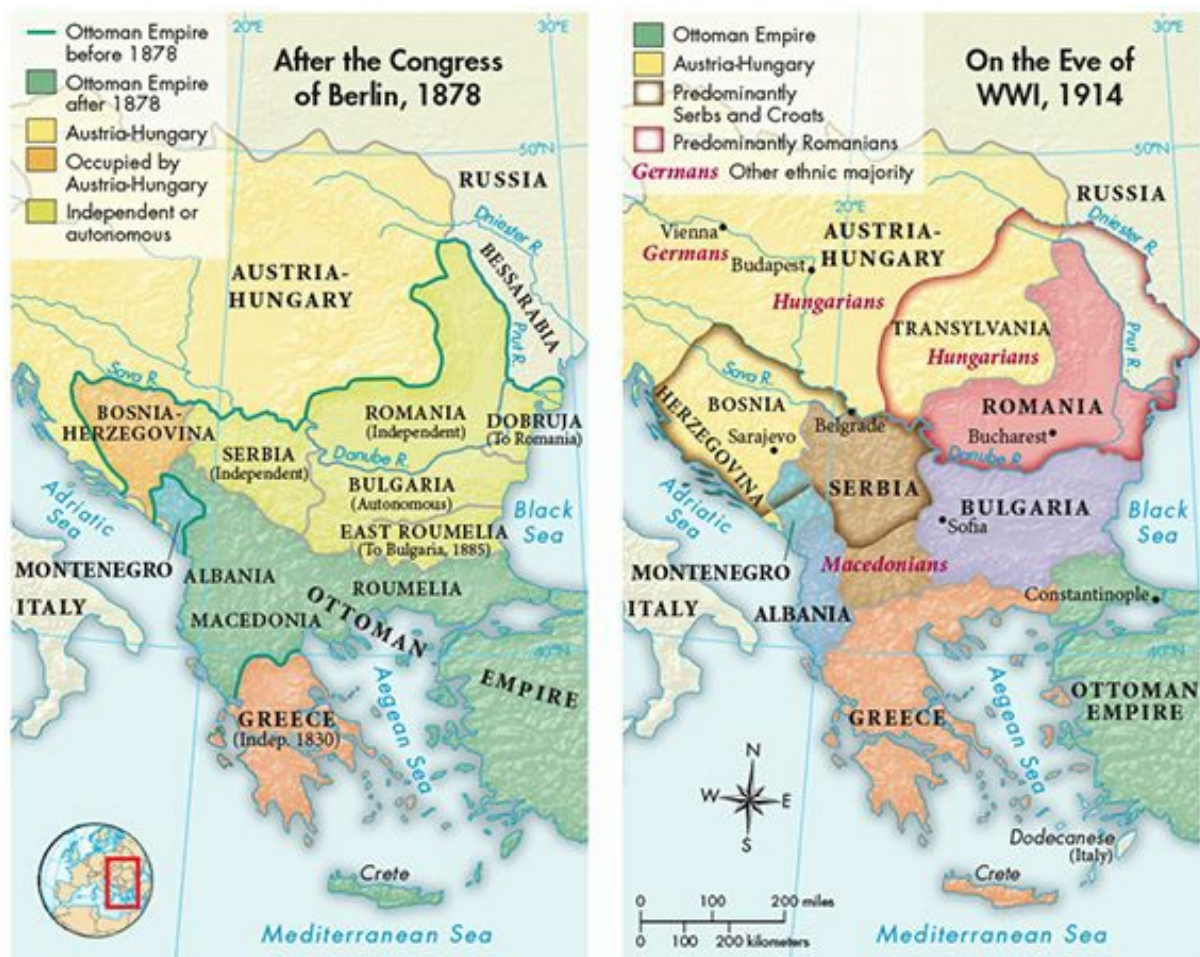 Ottoman Empire
before 1878
Ottoman Empire
after 1878
Austria-Hungary
Occupied by
Austria-Hungary
Independent or
autonomous
20°E
30°E
After the Congress
of Berlin, 1878
50°N
RUSSIA
Dniester R.
BESSARABIA
AUSTRIA-
HUNGARY
Prut R.
Sava R.
BOSNIA-
HERZEGOVINA
ROMANIA
(Independent)
DOBRUJA
(To Romania)
SERBIA
(Independent)
Danube R.
BULGARIA
(Autonomous)
Adriatic
Sea
Black
Sea
EAST ROUMELIA
(To Bulgaria, 1885)
MONTENEGRO
ALBANIA
ROUMELIA
ITALY
MACEDONIA
OTTOMAN
EMPIRE
40°N
Aegean Sea
GREECE
(Indep. 1830)
Crete
Mediterranean Sea
Ottoman Empire
Austria-Hungary
Predominantly
Serbs and Croats
Predominantly Romanians
Germans Other ethnic majority
30°E
On the Eve of
WWI, 1914
50°N
RUSSIA
20°E
Dniester R.
Vienna
Germans
AUSTRIA-
HUNGARY
Budapest
Hungarians
TRANSYLVANIA
Hungarians
Prut R.
Sava R.
BOSNIA
HERZEGOVINA
Sarajevo
Belgrade
ROMANIA
Bucharest
Danube R.
SERBIA
BULGARIA
Sofia
Adriatic
Sea
Black
Sea
Macedonians
MONTENEGRO
ITALY
ALBANIA
Constantinople
40°N
OTTOMAN
EMPIRE
Aegean Sea
GREECE
N
W
E
S
Dodecanese
(Italy)
Crete
0 100 200 miles
0 100 200 kilometers
Mediterranean Sea